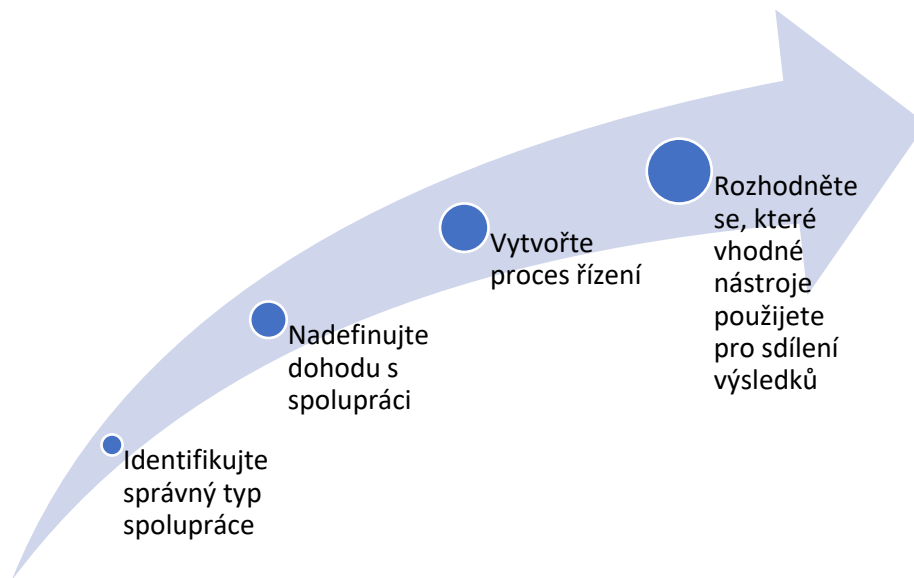 Identifikujte
správný typ
spolupráce
Nadefinujte
dohodu s
spolupráci
Vytvořte
proces řízení
Rozhodněte
se, které
vhodné
nástroje
použijete
pro sdílení
výsledků